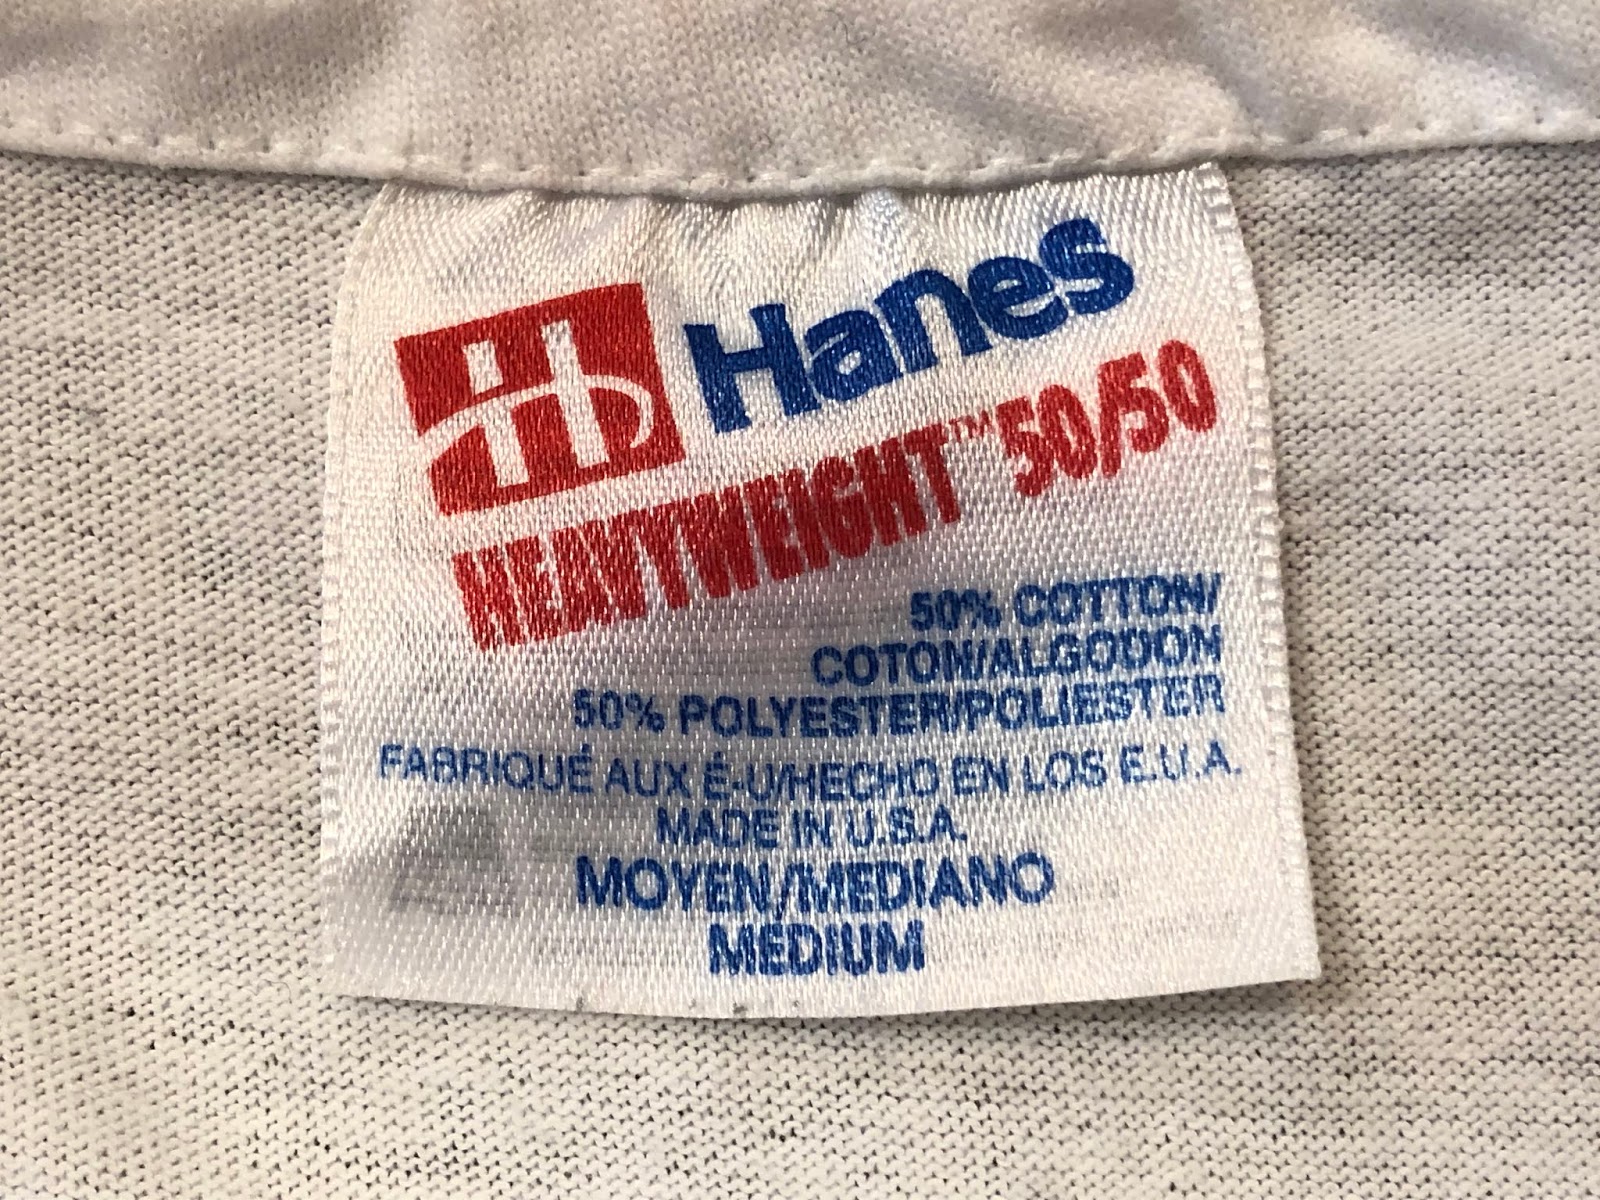 H
Hanes
HEAVYWEIGHT™ 50/50
50% COTTON/
COTON/ALGODON
50% POLYESTER/POLIESTER
FABRIQUÉ AUX É-U/HECHO EN LOS E.U.A.
MADE IN U.S.A.
MOYEN/MEDIANO
MEDIUM